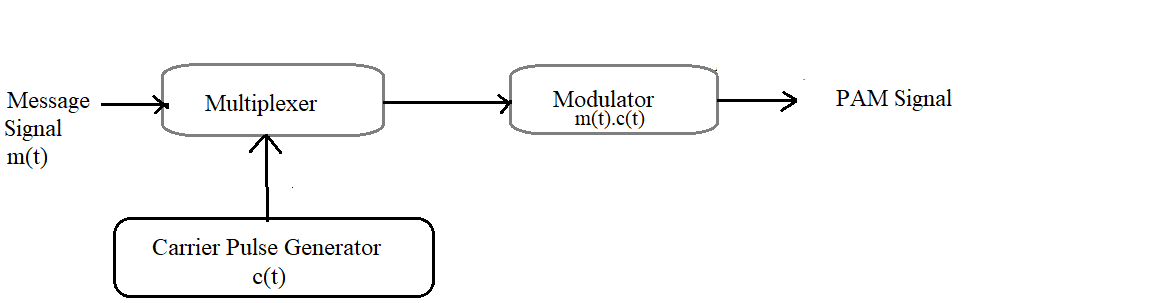 Message
Signal
m(t)
Multiplexer
Modulator
m(t).c(t)
PAM Signal
Carrier Pulse Generator
c(t)